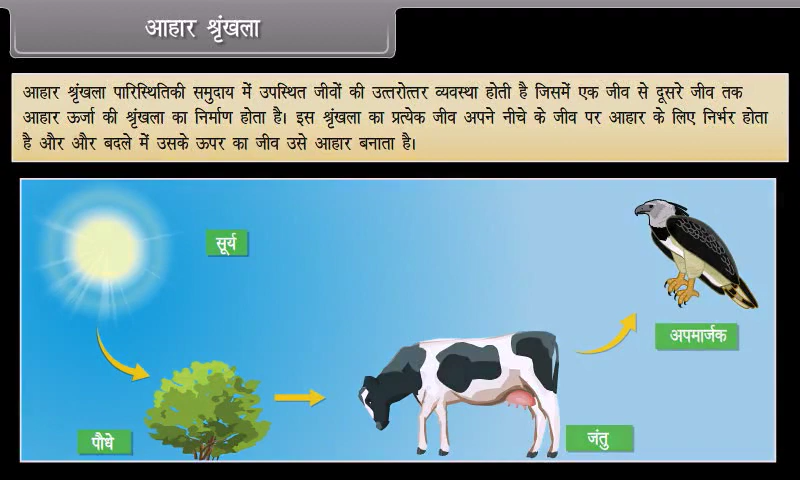 आहार श्रृंखला
आहार श्रृंखला पारिस्थितिकी समुदाय में उपस्थित जीवों की उत्तरोत्तर व्यवस्था होती है जिसमें एक जीव से दूसरे जीव तक
आहार ऊर्जा की श्रृंखला का निर्माण होता है। इस श्रृंखला का प्रत्येक जीव अपने नीचे के जीव पर आहार के लिए निर्भर होता
है और और बदले में उसके ऊपर का जीव उसे आहार बनाता है।
सूर्य
अपमार्जक
पौधे
जंतु